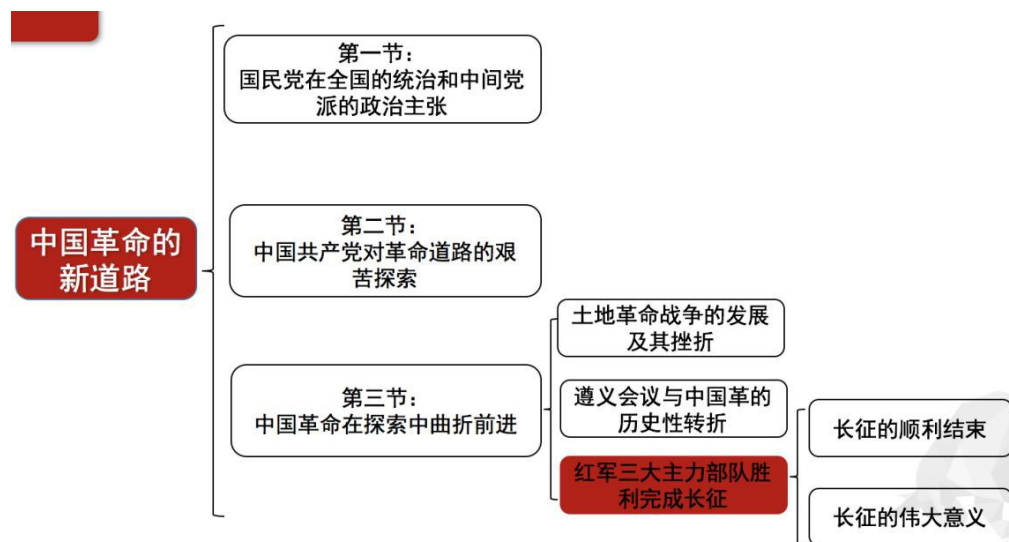 第一节：
国民党在全国的统治和中间党
派的政治主张
中国革命的
新道路
第二节：
中国共产党对革命道路的艰
苦探索
第三节：
中国革命在探索中曲折前进
土地革命战争的发展
及其挫折
遵义会议与中国革的
历史性转折
红军三大主力部队胜
利完成长征
长征的顺利结束
长征的伟大意义